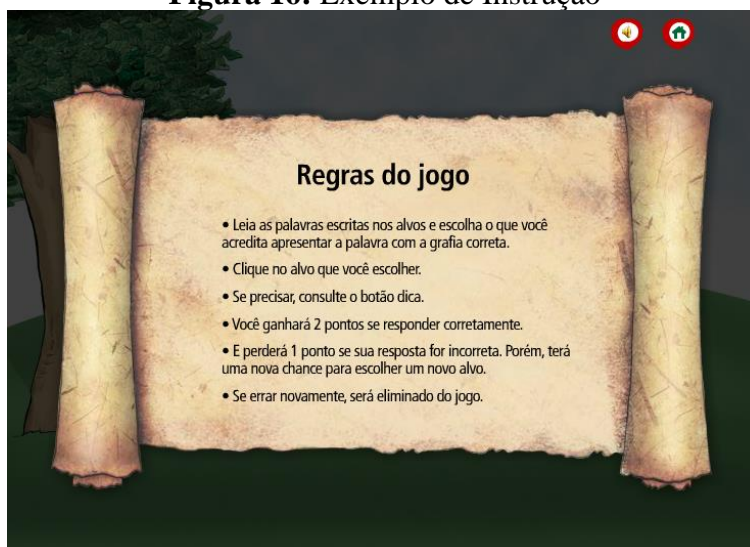 Figura 16: Exemplo de Instrução
Regras do jogo
• Leia as palavras escritas nos alvos e escolha o que você
acredita apresentar a palavra com a grafia correta.
• Clique no alvo que você escolher.
• Se precisar, consulte o botão dica.
• Você ganhará 2 pontos se responder corretamente.
• E perderá 1 ponto se sua resposta for incorreta. Porém, terá
uma nova chance para escolher um novo alvo.
• Se errar novamente, será eliminado do jogo.